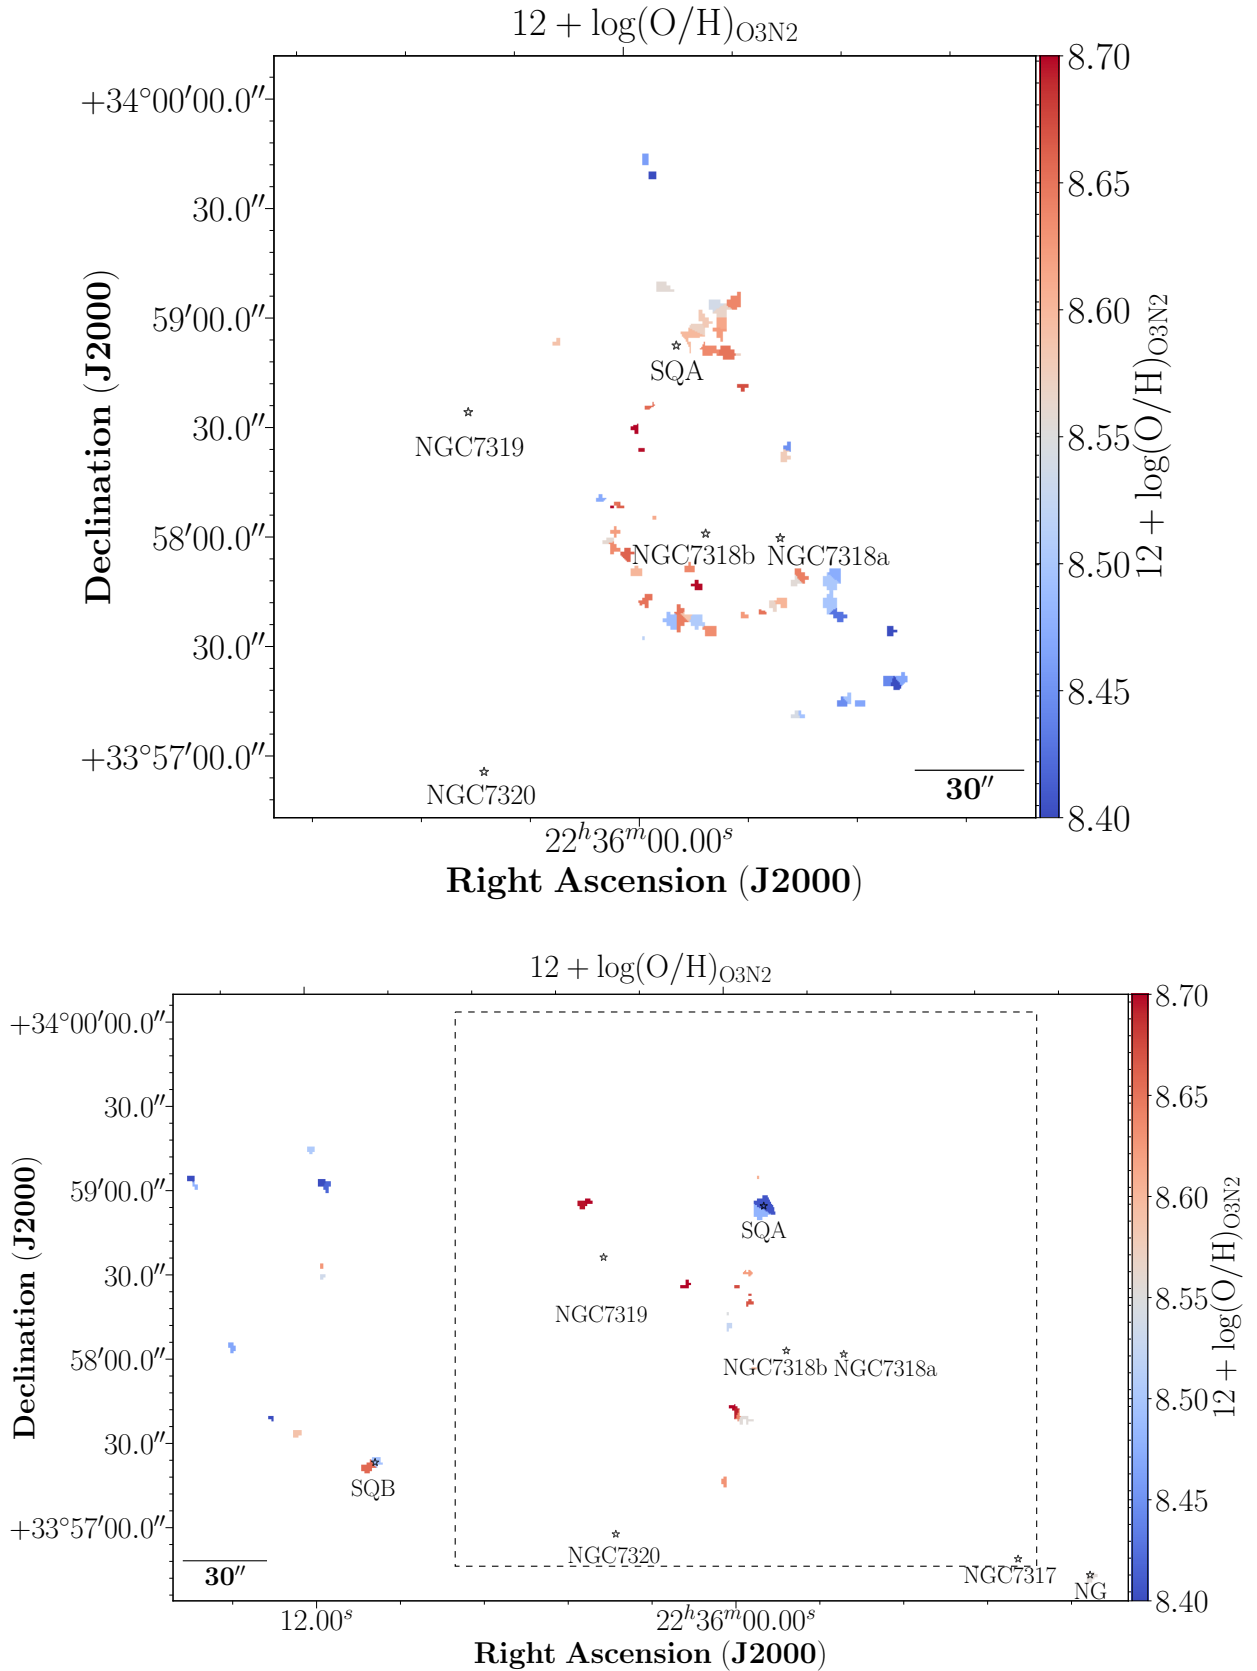 12 + log(O/H)O3N2
+34°00′00.0″
30.0″
59′00.0″
30.0″
58′00.0″
30.0″
+33°57′00.0″
Declination (J2000)
SQA
NGC7319
NGC7318b
NGC7318a
NGC7320
30″
22h36m00.00s
Right Ascension (J2000)
8.70
8.65
8.60
8.55
8.50
8.45
8.40
12 + log(O/H)O3N2
12 + log(O/H)O3N2
+34°00′00.0″
30.0″
59′00.0″
30.0″
58′00.0″
30.0″
+33°57′00.0″
Declination (J2000)
SQA
NGC7319
NGC7318b
NGC7318a
SQB
NGC7320
NGC7317
NG
30″
12.00s
22h36m00.00s
Right Ascension (J2000)
8.70
8.65
8.60
8.55
8.50
8.45
8.40
12 + log(O/H)O3N2